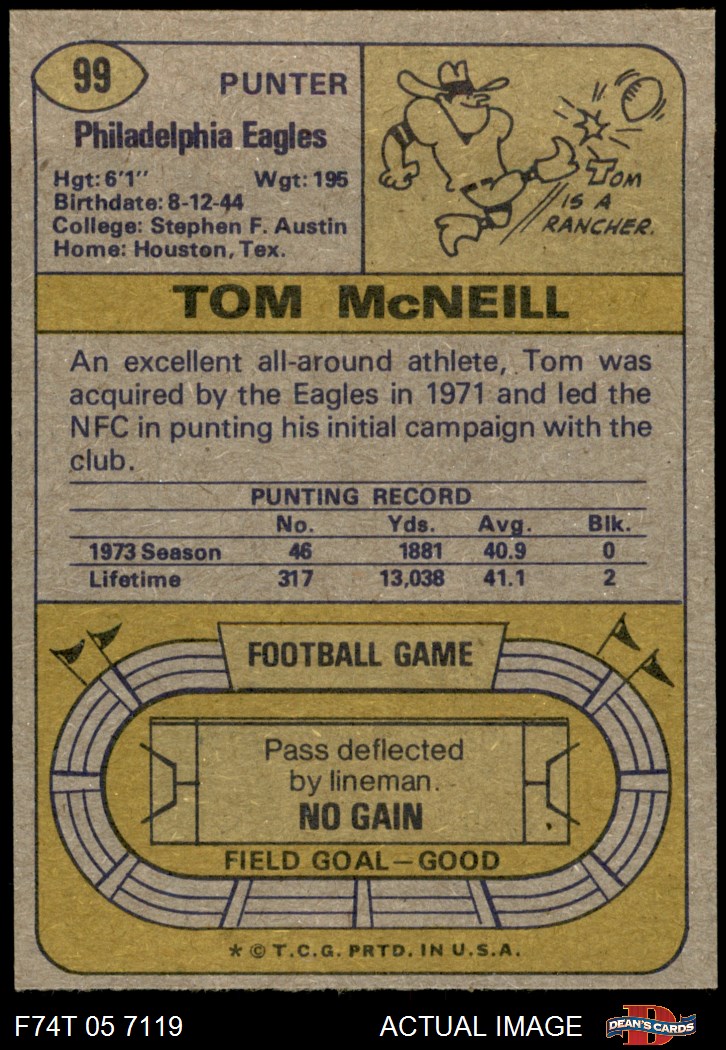 99
PUNTER
Philadelphia Eagles
Hgt: 6'1" Wgt: 195
Birthdate: 8-12-44
College: Stephen F. Austin
Home: Houston, Tex.
TOM
IS A
RANCHER.
TOM McNEILL
An excellent all-around athlete, Tom was
acquired by the Eagles in 1971 and led the
NFC in punting his initial campaign with the
club.
PUNTING RECORD
No. Yds. Avg. Blk.
1973 Season 46 1881 40.9 0
Lifetime 317 13,038 41.1 2
FOOTBALL GAME
Pass deflected
by lineman.
NO GAIN
FIELD GOAL—GOOD
* © T.C.G. PRTD. IN U.S.A.
F74T 05 7119 ACTUAL IMAGE
D
DEAN'S CARDS